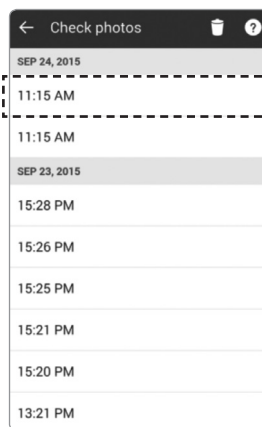 Check photos ?
SEP 24, 2015
11:15 AM
11:15 AM
SEP 23, 2015
15:28 PM
15:26 PM
15:25 PM
15:21 PM
15:20 PM
13:21 PM